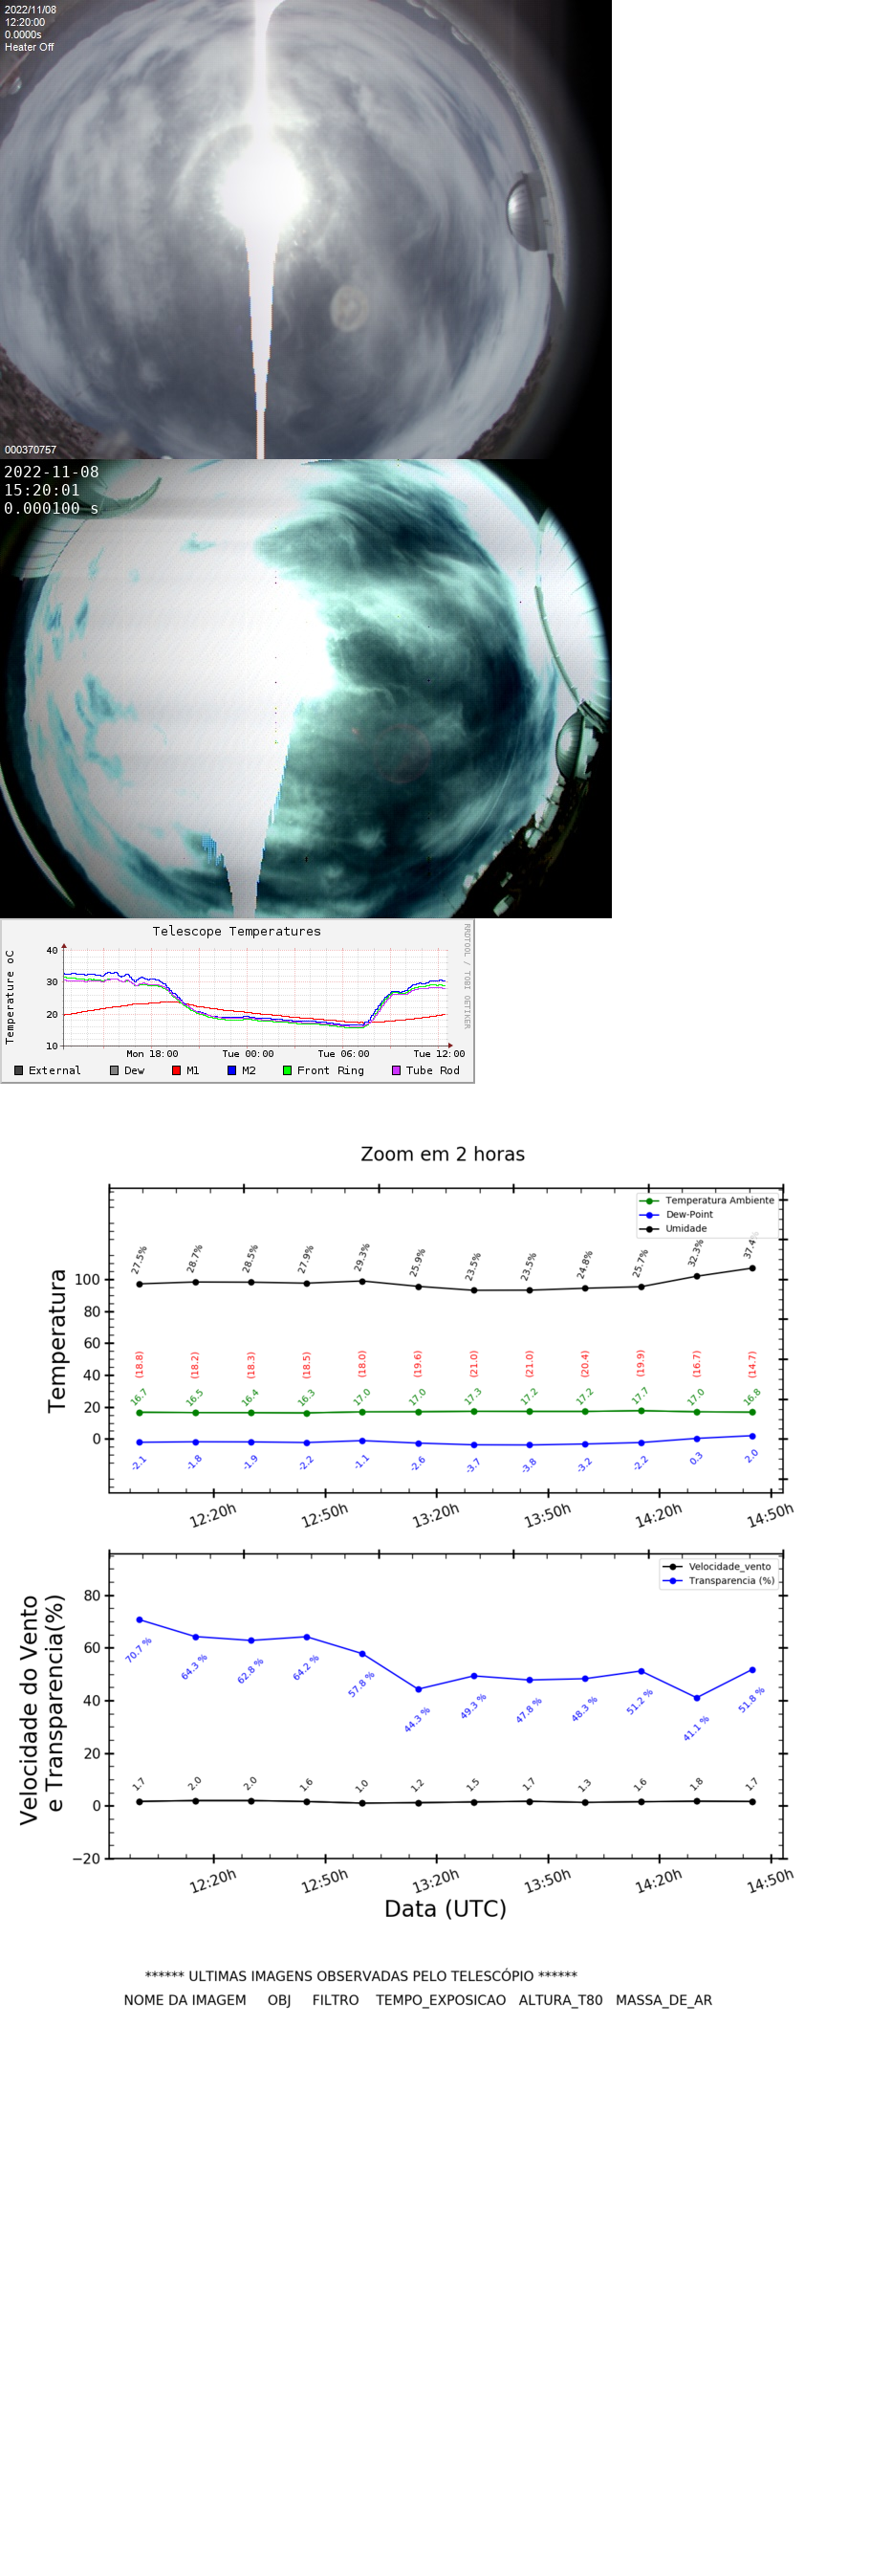 2022/11/08
12:20:00
0.0000s
Heater Off
000370757
2022-11-08
15:20:01
0.000100 s
Telescope Temperatures
RRDTOOL / TOBI OETIKER
Temperature oC
40
30
20
10
Mon 18:00 Tue 00:00 Tue 06:00 Tue 12:00
External Dew M1 M2 Front Ring Tube Rod
Zoom em 2 horas
Temperatura Ambiente
Dew-Point
Umidade
Temperatura
100
80
60
40
20
0
27.5% 28.7% 28.5% 27.9% 29.3% 25.9% 23.5% 23.5% 24.8% 25.7% 32.3% 37.4%
(18.8) (18.2) (18.3) (18.5) (18.0) (19.6) (21.0) (21.0) (20.4) (19.9) (16.7) (14.7)
16.7 16.5 16.4 16.3 17.0 17.0 17.3 17.2 17.2 17.7 17.0 16.8
-2.1 -1.8 -1.9 -2.2 -1.1 -2.6 -3.7 -3.8 -3.2 -2.2 0.3 2.0
12:20h 12:50h 13:20h 13:50h 14:20h 14:50h
Velocidade_vento
Transparencia (%)
Velocidade do Vento
e Transparencia(%)
80
60
40
20
0
−20
70.7 % 64.3 % 62.8 % 64.2 % 57.8 % 44.3 % 49.3 % 47.8 % 48.3 % 51.2 % 41.1 % 51.8 %
1.7 2.0 2.0 1.6 1.0 1.2 1.5 1.7 1.3 1.6 1.8 1.7
12:20h 12:50h 13:20h 13:50h 14:20h 14:50h
Data (UTC)
****** ULTIMAS IMAGENS OBSERVADAS PELO TELESCÓPIO ******
NOME DA IMAGEM OBJ FILTRO TEMPO_EXPOSICAO ALTURA_T80 MASSA_DE_AR